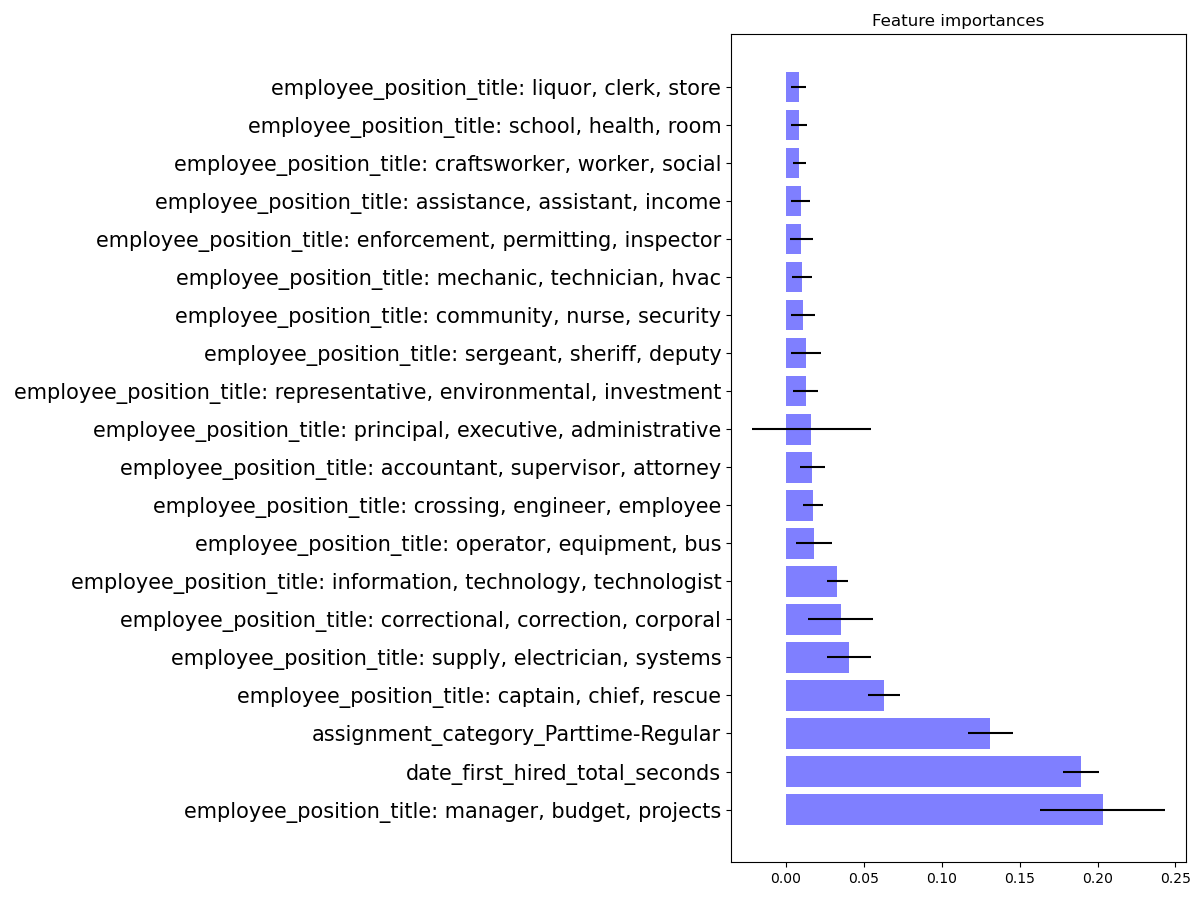 Feature importances
employee_position_title: liquor, clerk, store
employee_position_title: school, health, room
employee_position_title: craftsworker, worker, social
employee_position_title: assistance, assistant, income
employee_position_title: enforcement, permitting, inspector
employee_position_title: mechanic, technician, hvac
employee_position_title: community, nurse, security
employee_position_title: sergeant, sheriff, deputy
employee_position_title: representative, environmental, investment
employee_position_title: principal, executive, administrative
employee_position_title: accountant, supervisor, attorney
employee_position_title: crossing, engineer, employee
employee_position_title: operator, equipment, bus
employee_position_title: information, technology, technologist
employee_position_title: correctional, correction, corporal
employee_position_title: supply, electrician, systems
employee_position_title: captain, chief, rescue
assignment_category_Parttime-Regular
date_first_hired_total_seconds
employee_position_title: manager, budget, projects
0.00 0.05 0.10 0.15 0.20 0.25